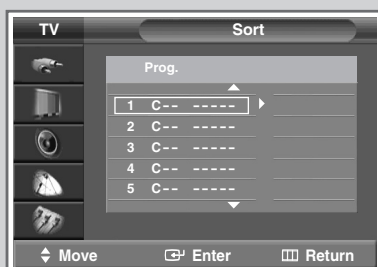 TV Sort
Prog.
1 C-- -----
2 C-- -----
3 C-- -----
4 C-- -----
5 C-- -----
Move Enter Return